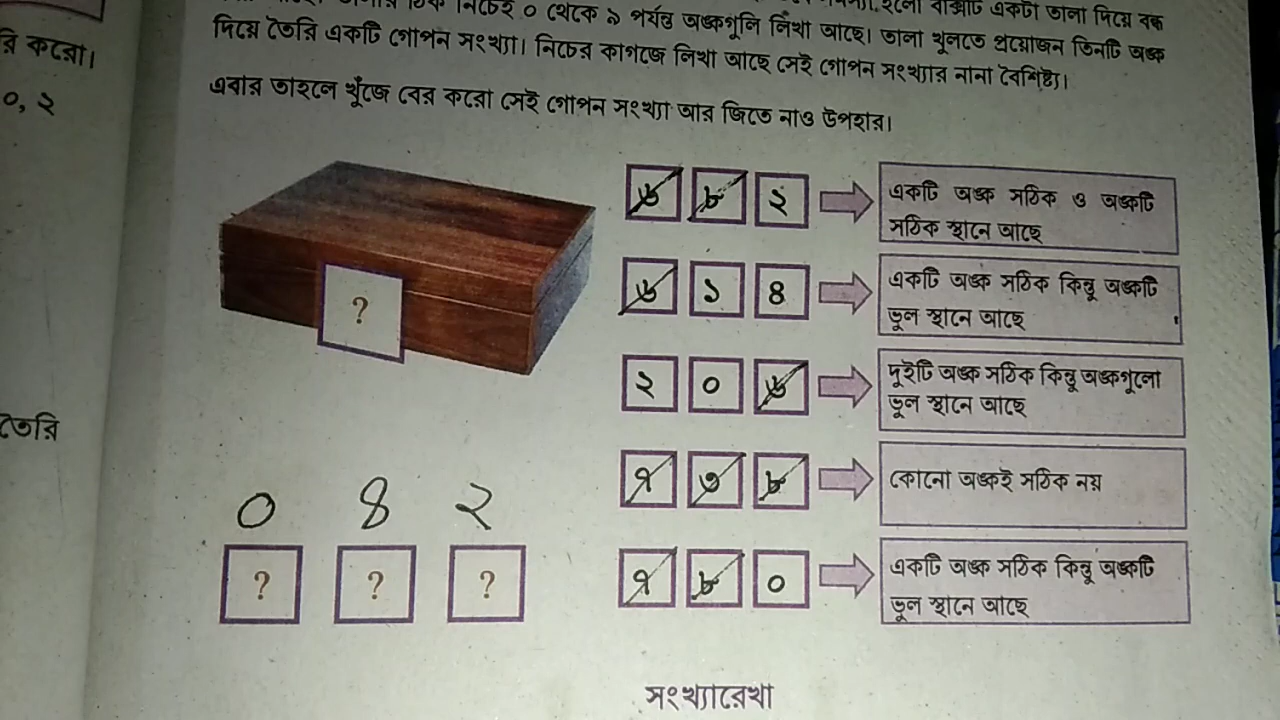 নিচেই ০ থেকে ৯ পর্যন্ত অঙ্কগুলি লিখা আছে। তালা খুলতে প্রয়োজন তিনটি অঙ্ক
দিয়ে তৈরি একটি গোপন সংখ্যা। নিচের কাগজে লিখা আছে সেই গোপন সংখ্যার নানা বৈশিষ্ট্য।
এবার তাহলে খুঁজে বের করো সেই গোপন সংখ্যা আর জিতে নাও উপহার।
রি করো।
০, ২
তৈরি
?
৬ ৮ ২
একটি অঙ্ক সঠিক ও অঙ্কটি
সঠিক স্থানে আছে
৬ ১ ৪
একটি অঙ্ক সঠিক কিন্তু অঙ্কটি
ভুল স্থানে আছে
২ ০ ৬
দুইটি অঙ্ক সঠিক কিন্তু অঙ্কগুলো
ভুল স্থানে আছে
৭ ৩ ৮
কোনো অঙ্কই সঠিক নয়
৭ ৮ ০
একটি অঙ্ক সঠিক কিন্তু অঙ্কটি
ভুল স্থানে আছে
০ ৪ ২
? ? ?
সংখ্যারেখা